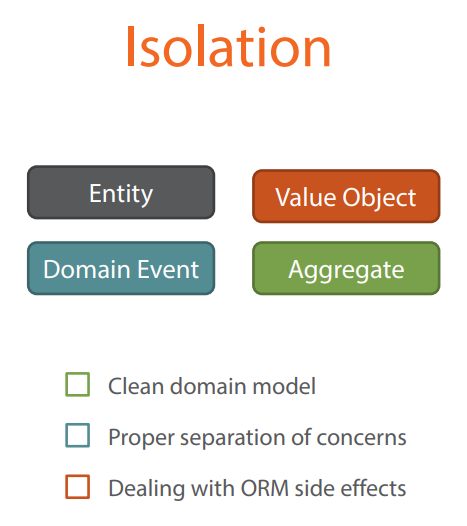 Isolation
Entity
Value Object
Domain Event
Aggregate
Clean domain model
Proper separation of concerns
Dealing with ORM side effects